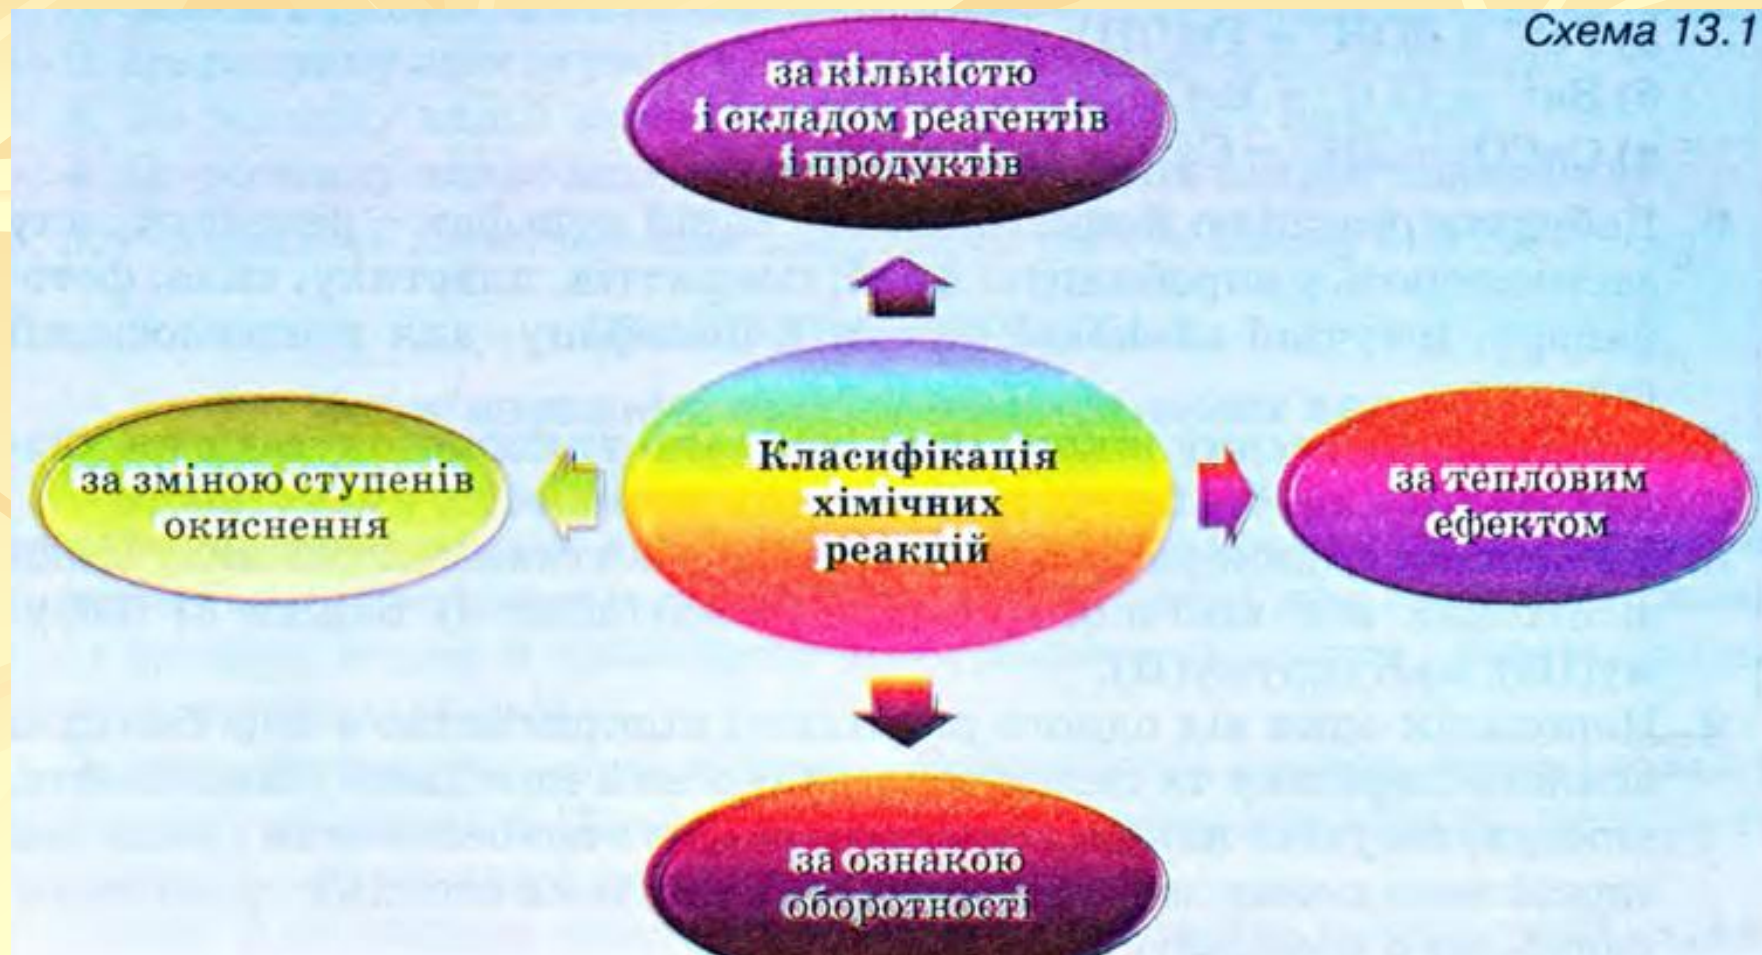 Схема 13.1
за кількістю
і складом реагентів
і продуктів
Класифікація
хімічних
реакцій
за зміною ступенів
окиснення
за тепловим
ефектом
за ознакою
оборотності